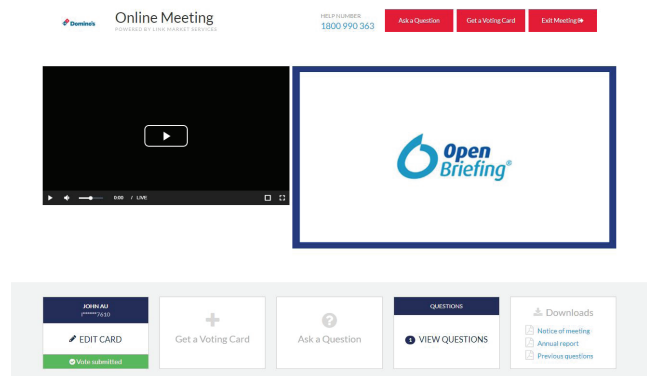 Domino's
Online Meeting
POWERED BY LINK MARKET SERVICES
HELP NUMBER
1800 990 363
Ask a Question
Get a Voting Card
Exit Meeting
0:00 / LIVE
Open
Briefing®
JOHN AU
I******7610
EDIT CARD
Vote submitted
Get a Voting Card
Ask a Question
QUESTIONS
1 VIEW QUESTIONS
Downloads
Notice of meeting
Annual report
Previous questions